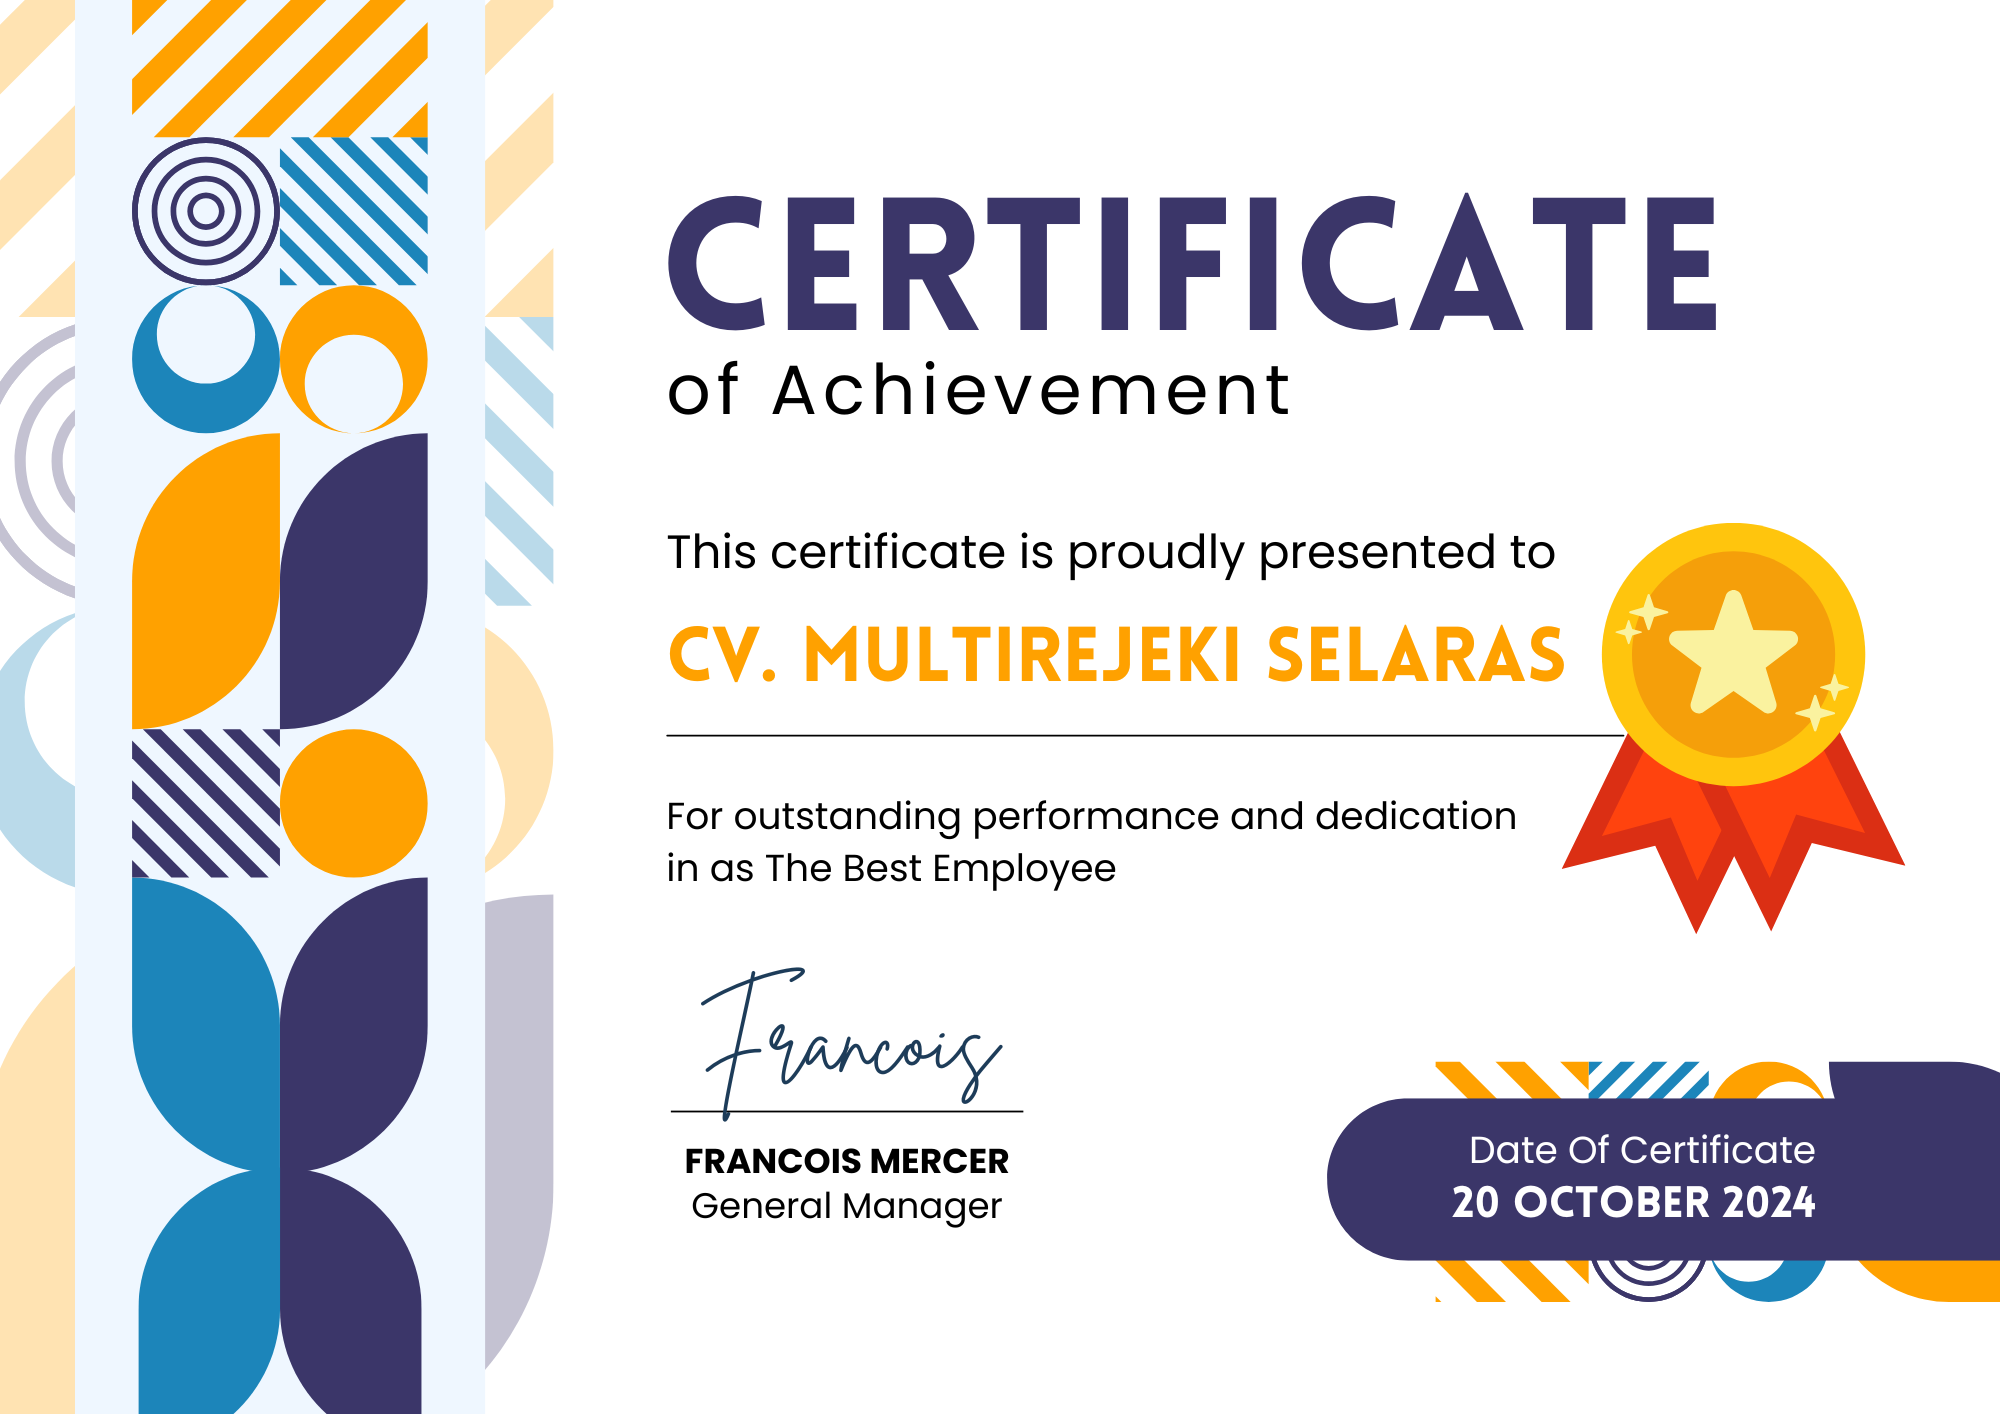 CERTIFICATE
of Achievement
This certificate is proudly presented to
CV. MULTIREJEKI SELARAS
For outstanding performance and dedication
in as The Best Employee
Francois
FRANCOIS MERCER
General Manager
Date Of Certificate
20 OCTOBER 2024